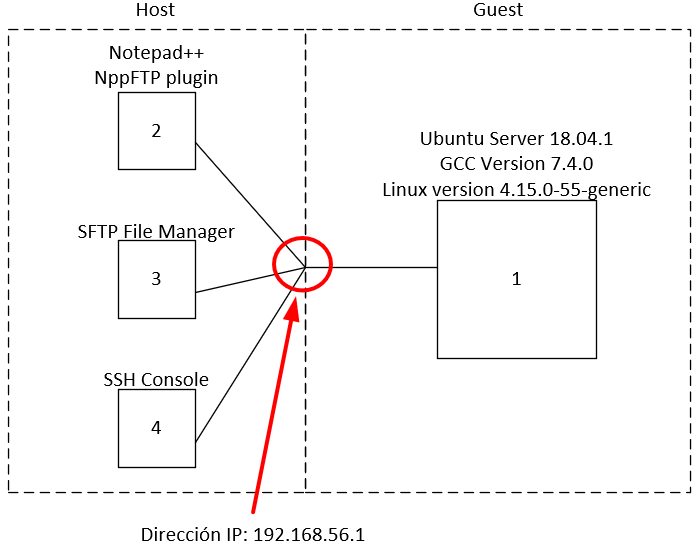 Host
Guest
Notepad++
NppFTP plugin
2
Ubuntu Server 18.04.1
GCC Version 7.4.0
Linux version 4.15.0-55-generic
SFTP File Manager
3
1
SSH Console
4
Dirección IP: 192.168.56.1